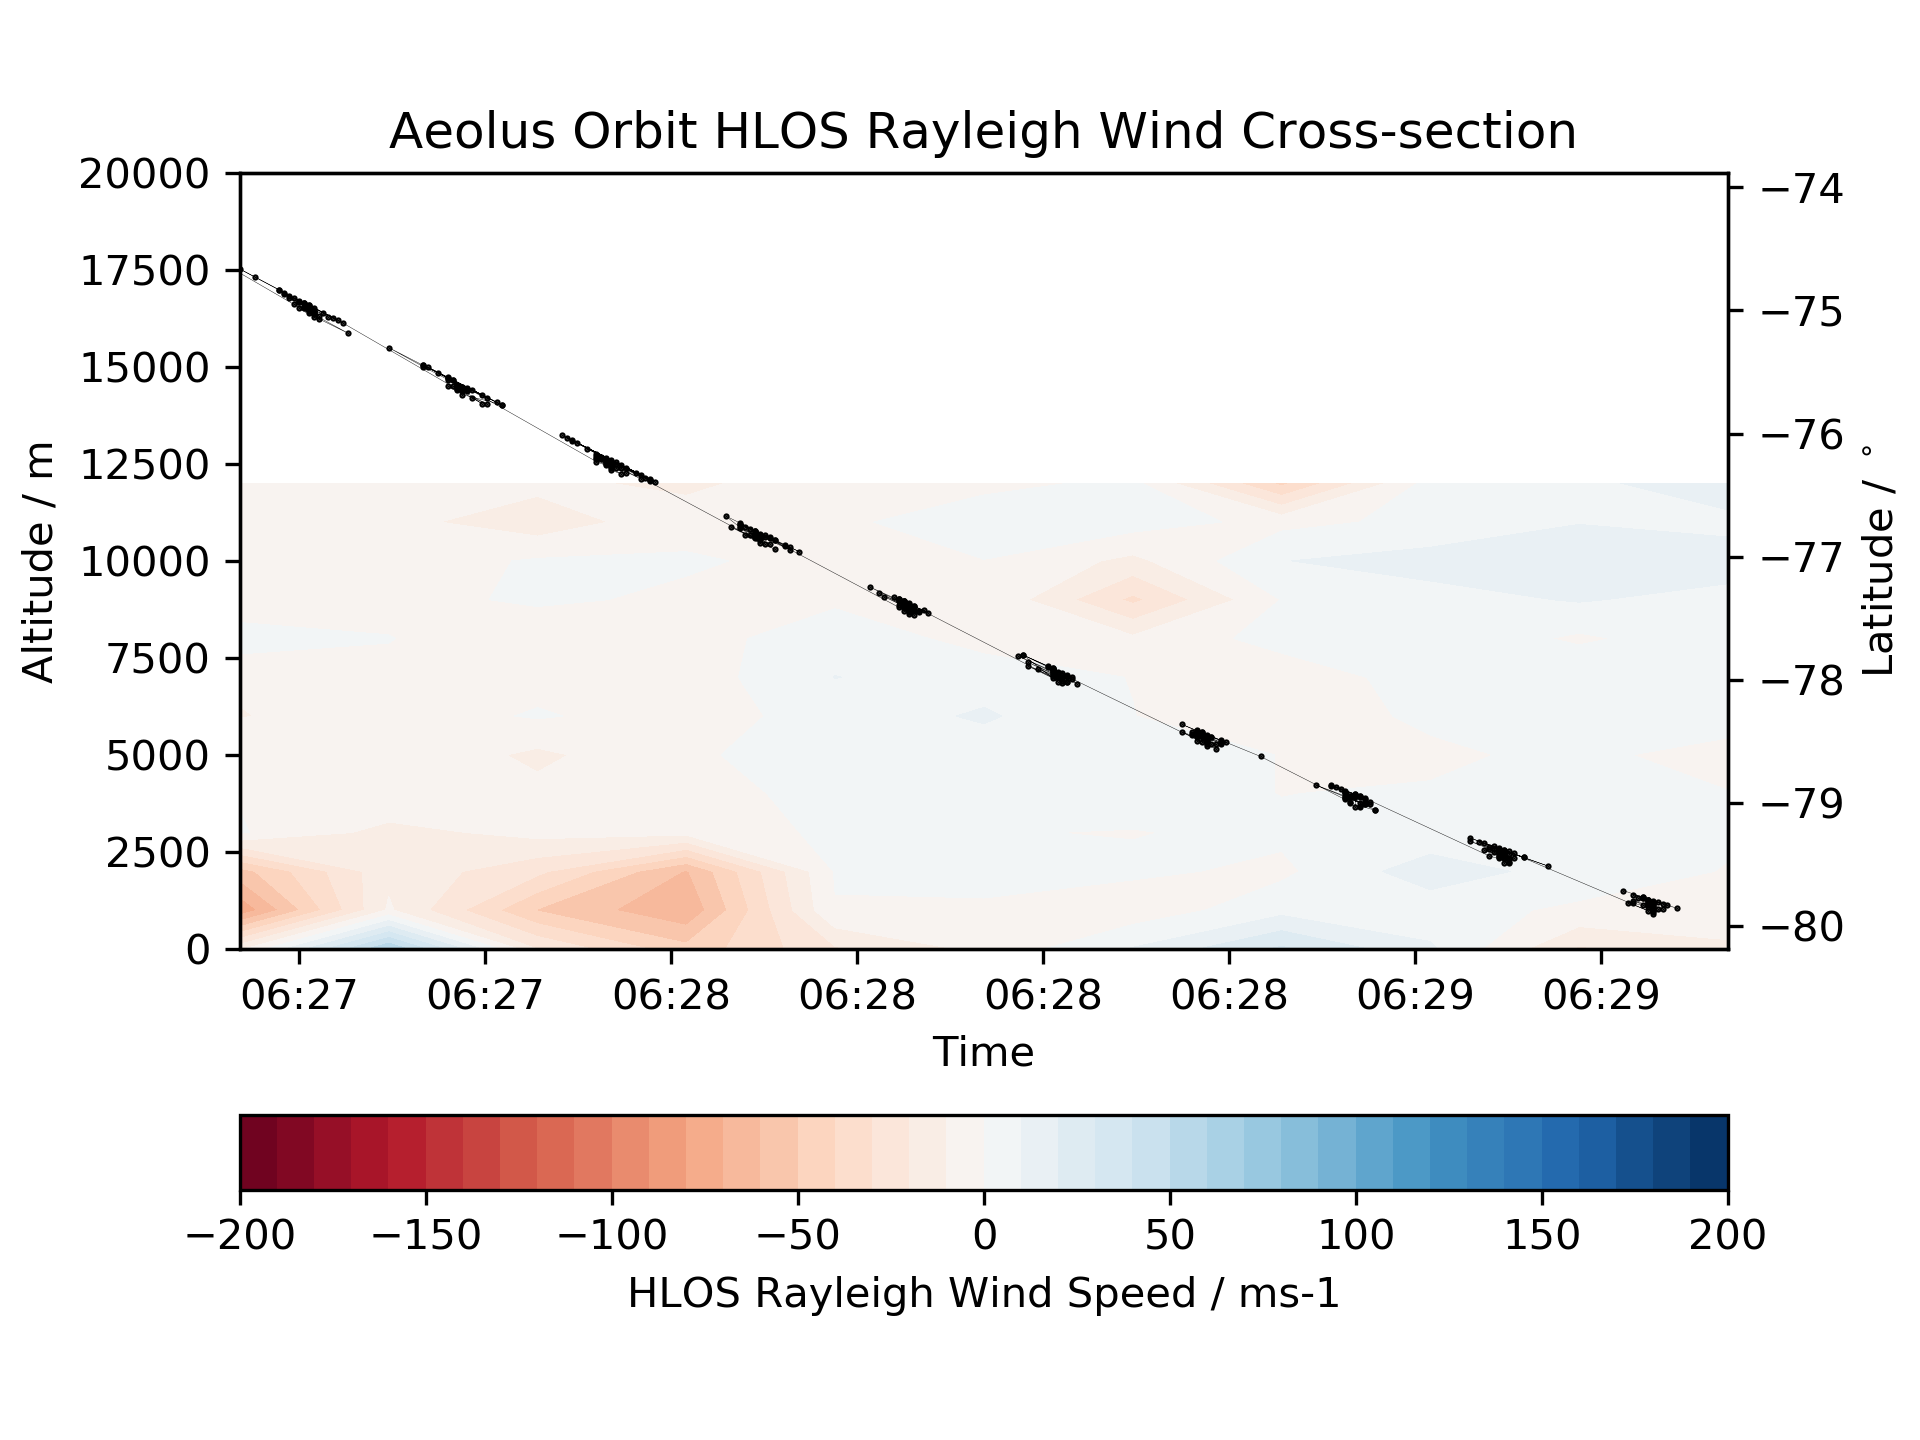 Aeolus Orbit HLOS Rayleigh Wind Cross-section
20000
17500
15000
12500
10000
7500
5000
2500
0
Altitude / m
−74
−75
−76
−77
−78
−79
−80
Latitude / °
06:27 06:27 06:28 06:28 06:28 06:28 06:29 06:29
Time
−200 −150 −100 −50 0 50 100 150 200
HLOS Rayleigh Wind Speed / ms-1